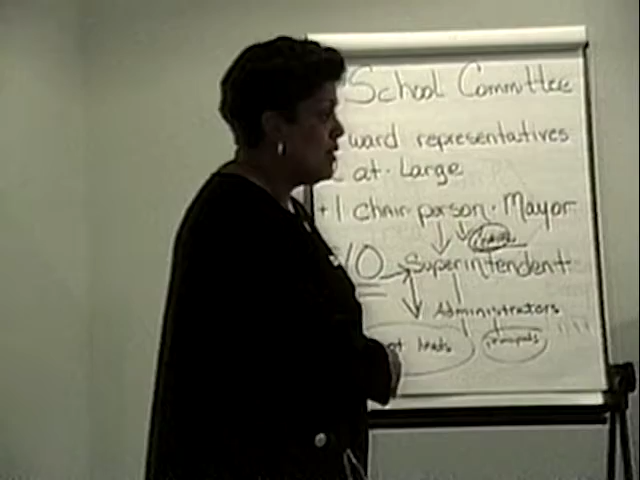 School Committee
ward representatives
at-Large
+1 chair person - Mayor
10 → Superintendent
Administrators
heads principals